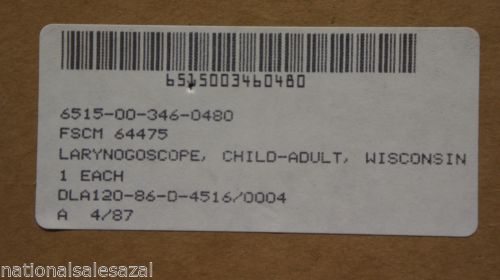 6515003460480
6515-00-346-0480
FSCM 64475
LARYNOGOSCOPE, CHILD-ADULT, WISCONSIN
1 EACH
DLA120-86-D-4516/0004
A 4/87
nationalsalesazal